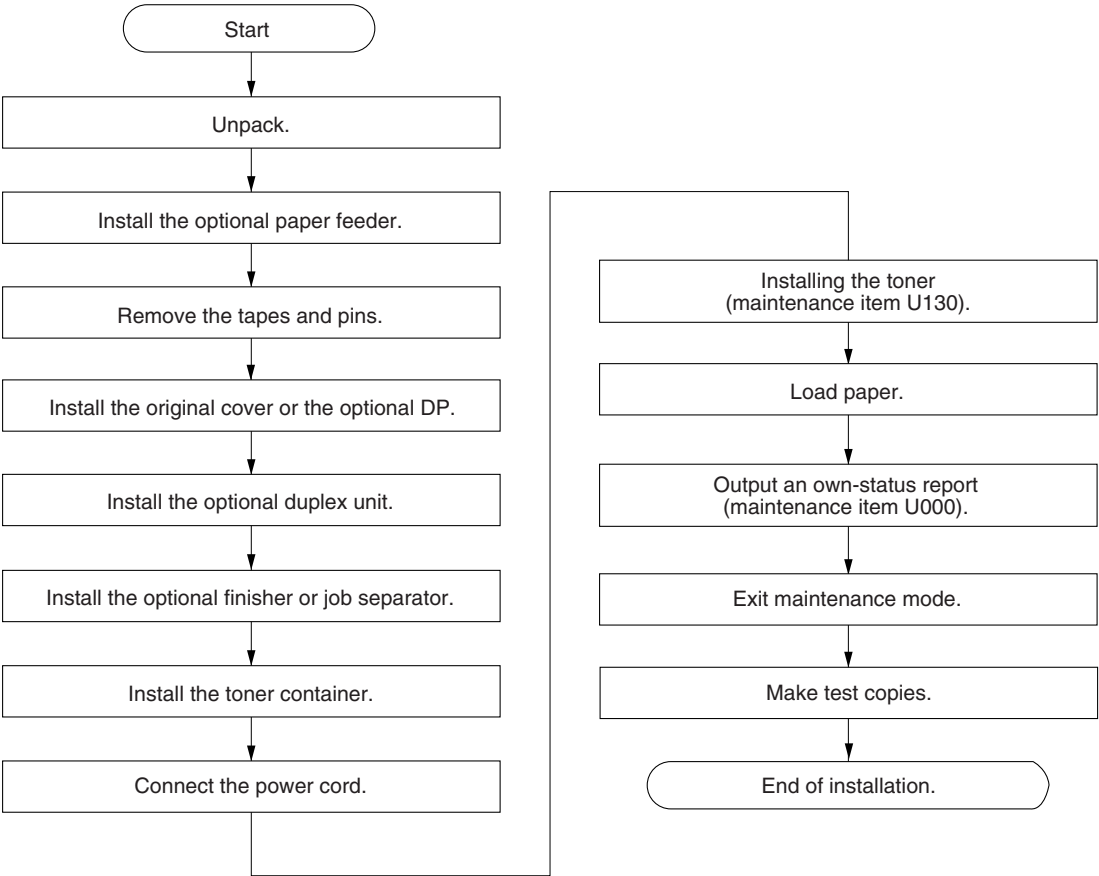 Start
Unpack.
Install the optional paper feeder.
Remove the tapes and pins.
Install the original cover or the optional DP.
Install the optional duplex unit.
Install the optional finisher or job separator.
Install the toner container.
Connect the power cord.
Installing the toner
(maintenance item U130).
Load paper.
Output an own-status report
(maintenance item U000).
Exit maintenance mode.
Make test copies.
End of installation.